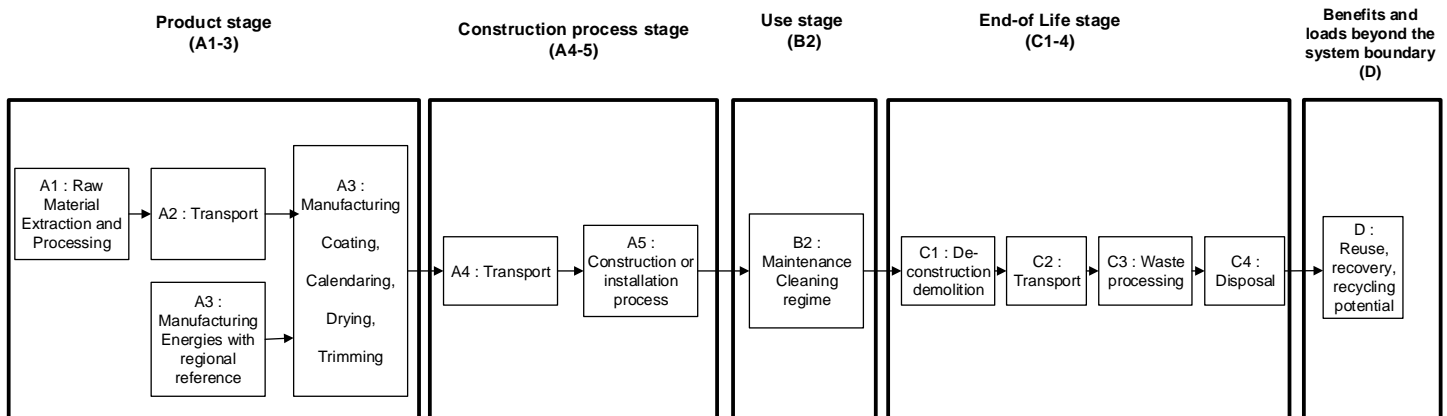 Product stage
(A1-3)
Construction process stage
(A4-5)
Use stage
(B2)
End-of Life stage
(C1-4)
Benefits and
loads beyond the
system boundary
(D)
A1 : Raw
Material
Extraction and
Processing
A2 : Transport
A3 :
Manufacturing
Energies with
regional
reference
A3 :
Manufacturing
Coating,
Calendaring,
Drying,
Trimming
A4 : Transport
A5 :
Construction or
installation
process
B2 :
Maintenance
Cleaning
regime
C1 : De-
construction
demolition
C2 :
Transport
C3 : Waste
processing
C4 :
Disposal
D :
Reuse,
recovery,
recycling
potential